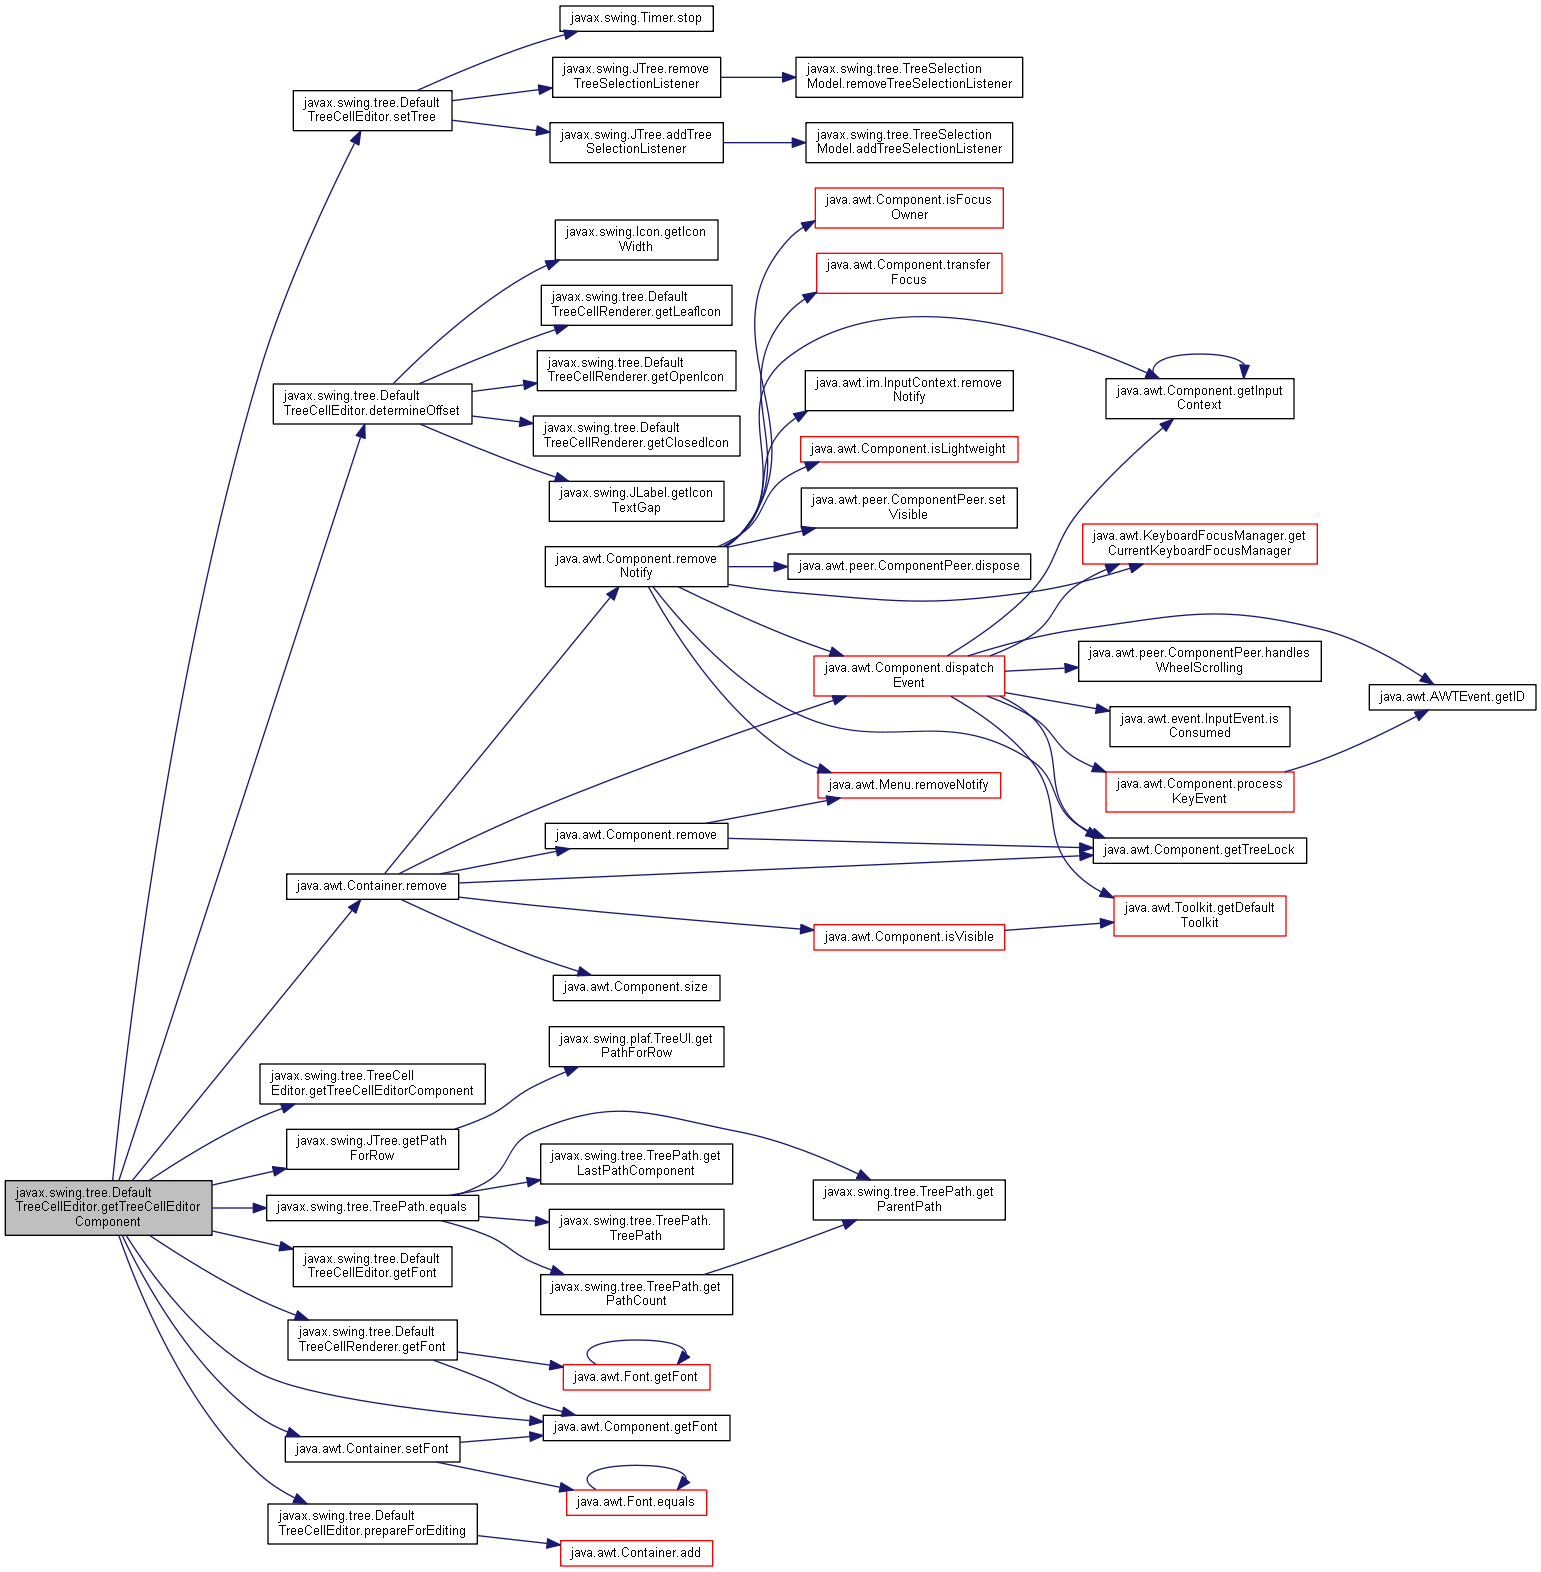 javax.swing.Timer.stop
javax.swing.JTree.remove
TreeSelectionListener
javax.swing.tree.TreeSelection
Model.removeTreeSelectionListener
javax.swing.tree.Default
TreeCellEditor.setTree
javax.swing.JTree.addTree
SelectionListener
javax.swing.tree.TreeSelection
Model.addTreeSelectionListener
java.awt.Component.isFocus
Owner
javax.swing.Icon.getIcon
Width
java.awt.Component.transfer
Focus
javax.swing.tree.Default
TreeCellRenderer.getLeafIcon
javax.swing.tree.Default
TreeCellRenderer.getOpenIcon
java.awt.im.InputContext.remove
Notify
java.awt.Component.getInput
Context
javax.swing.tree.Default
TreeCellEditor.determineOffset
javax.swing.tree.Default
TreeCellRenderer.getClosedIcon
java.awt.Component.isLightweight
javax.swing.JLabel.getIcon
TextGap
java.awt.peer.ComponentPeer.set
Visible
java.awt.KeyboardFocusManager.get
CurrentKeyboardFocusManager
java.awt.Component.remove
Notify
java.awt.peer.ComponentPeer.dispose
java.awt.Component.dispatch
Event
java.awt.peer.ComponentPeer.handles
WheelScrolling
java.awt.AWTEvent.getID
java.awt.event.InputEvent.is
Consumed
java.awt.Menu.removeNotify
java.awt.Component.process
KeyEvent
java.awt.Component.remove
java.awt.Component.getTreeLock
java.awt.Container.remove
java.awt.Toolkit.getDefault
Toolkit
java.awt.Component.isVisible
java.awt.Component.size
javax.swing.plaf.TreeUI.get
PathForRow
javax.swing.tree.TreeCell
Editor.getTreeCellEditorComponent
javax.swing.JTree.getPath
ForRow
javax.swing.tree.TreePath.get
LastPathComponent
javax.swing.tree.Default
TreeCellEditor.getTreeCellEditor
Component
javax.swing.tree.TreePath.equals
javax.swing.tree.TreePath.get
ParentPath
javax.swing.tree.TreePath.
TreePath
javax.swing.tree.Default
TreeCellEditor.getFont
javax.swing.tree.TreePath.get
PathCount
javax.swing.tree.Default
TreeCellRenderer.getFont
java.awt.Font.getFont
java.awt.Component.getFont
java.awt.Container.setFont
java.awt.Font.equals
javax.swing.tree.Default
TreeCellEditor.prepareForEditing
java.awt.Container.add